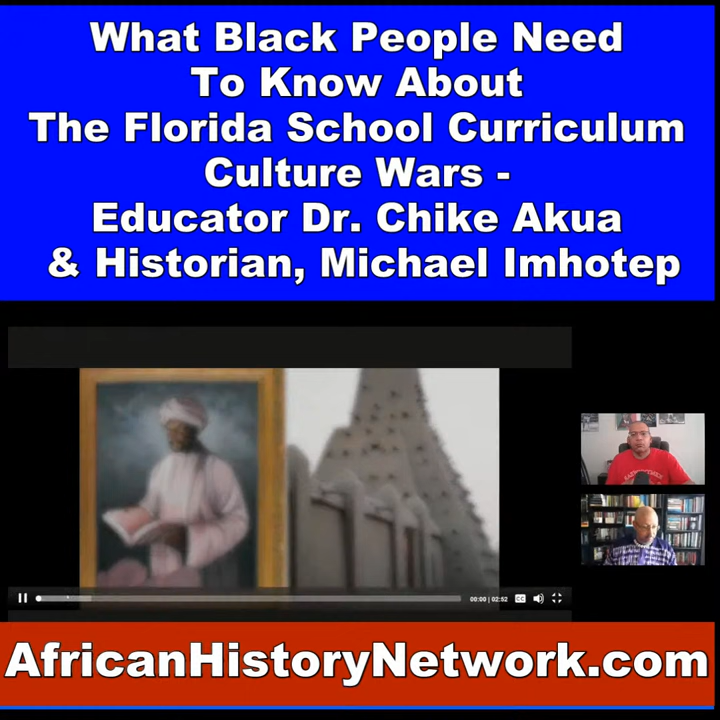 What Black People Need
To Know About
The Florida School Curriculum
Culture Wars -
Educator Dr. Chike Akua
& Historian, Michael Imhotep
00:00 | 02:52
CC
AfricanHistoryNetwork.com